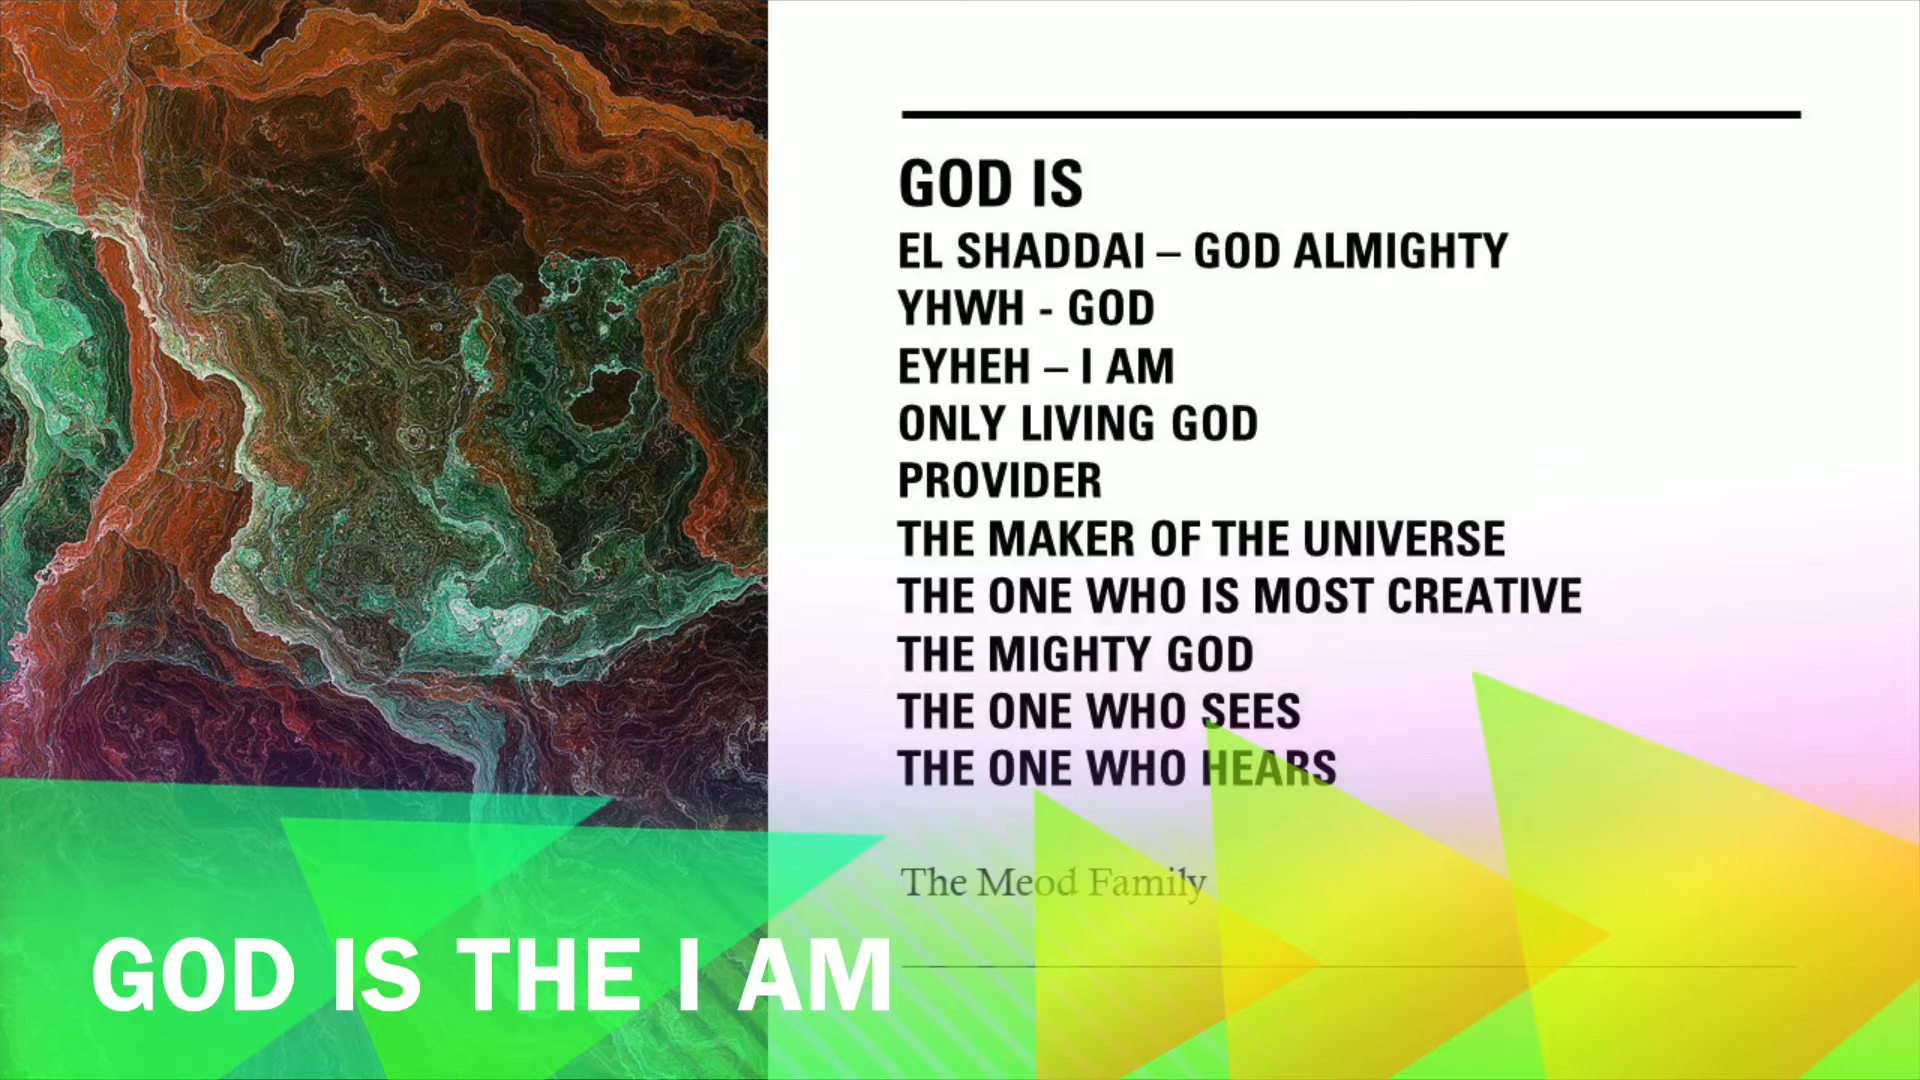 GOD IS
EL SHADDAI – GOD ALMIGHTY
YHWH - GOD
EYHEH – I AM
ONLY LIVING GOD
PROVIDER
THE MAKER OF THE UNIVERSE
THE ONE WHO IS MOST CREATIVE
THE MIGHTY GOD
THE ONE WHO SEES
THE ONE WHO HEARS
The Meod Family
GOD IS THE I AM